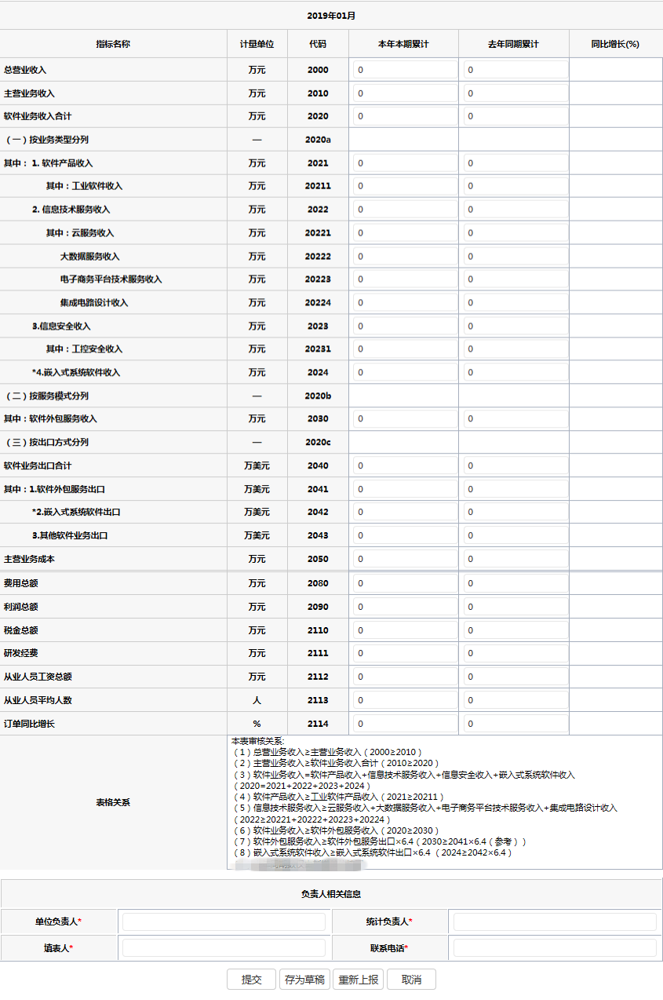 2019年01月
指标名称 计量单位 代码 本年本期累计 去年同期累计 同比增长(%)
总营业收入 万元 2000 0 0
主营业务收入 万元 2010 0 0
软件业务收入合计 万元 2020 0 0
（一）按业务类型分列 — 2020a
其中： 1. 软件产品收入 万元 2021 0 0
其中：工业软件收入 万元 20211 0 0
2. 信息技术服务收入 万元 2022 0 0
其中：云服务收入 万元 20221 0 0
大数据服务收入 万元 20222 0 0
电子商务平台技术服务收入 万元 20223 0 0
集成电路设计收入 万元 20224 0 0
3.信息安全收入 万元 2023 0 0
其中：工控安全收入 万元 20231 0 0
*4.嵌入式系统软件收入 万元 2024 0 0
（二）按服务模式分列 — 2020b
其中：软件外包服务收入 万元 2030 0 0
（三）按出口方式分列 — 2020c
软件业务出口合计 万美元 2040 0 0
其中：1.软件外包服务出口 万美元 2041 0 0
*2.嵌入式系统软件出口 万美元 2042 0 0
3.其他软件业务出口 万美元 2043 0 0
主营业务成本 万元 2050 0 0
费用总额 万元 2080 0 0
利润总额 万元 2090 0 0
税金总额 万元 2110 0 0
研发经费 万元 2111 0 0
从业人员工资总额 万元 2112 0 0
从业人员平均人数 人 2113 0 0
订单同比增长 % 2114 0 0
表格关系
本表审核关系:
（1）总营业收入≥主营业务收入（2000≥2010）
（2）主营业务收入≥软件业务收入合计（2010≥2020）
（3）软件业务收入=软件产品收入+信息技术服务收入+信息安全收入+嵌入式系统软件收入
（2020=2021+2022+2023+2024）
（4）软件产品收入≥工业软件产品收入（2021≥20211）
（5）信息技术服务收入≥云服务收入+大数据服务收入+电子商务平台技术服务收入+集成电路设计收入
（2022≥20221+20222+20223+20224）
（6）软件业务收入≥软件外包服务收入（2020≥2030）
（7）软件外包服务收入≥软件外包服务出口×6.4（2030≥2041×6.4（参考））
（8）嵌入式系统软件收入≥嵌入式系统软件出口×6.4 （2024≥2042×6.4）
负责人相关信息
单位负责人* 统计负责人*
填表人* 联系电话*
提交 存为草稿 重新上报 取消